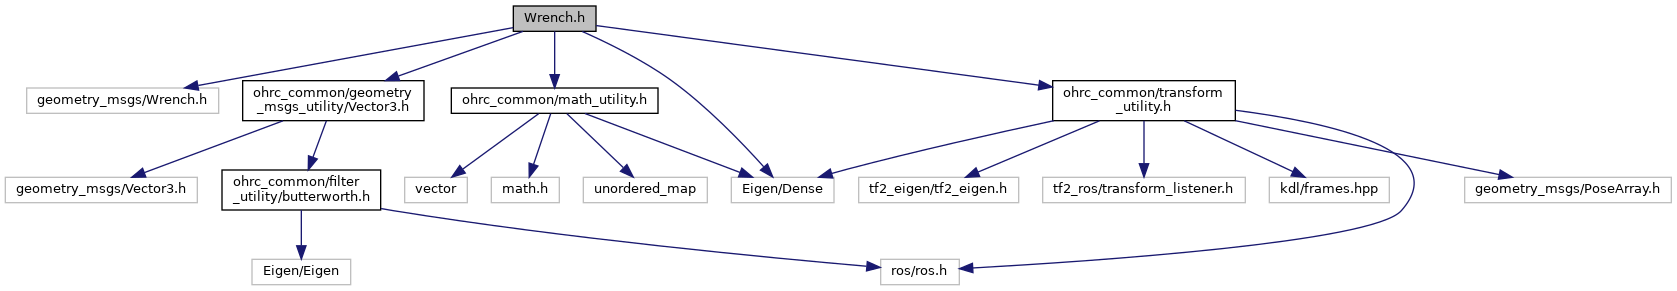 Wrench.h
geometry_msgs/Wrench.h
ohrc_common/geometry
_msgs_utility/Vector3.h
ohrc_common/math_utility.h
ohrc_common/transform
_utility.h
geometry_msgs/Vector3.h
ohrc_common/filter
_utility/butterworth.h
vector
math.h
unordered_map
Eigen/Dense
tf2_eigen/tf2_eigen.h
tf2_ros/transform_listener.h
kdl/frames.hpp
geometry_msgs/PoseArray.h
Eigen/Eigen
ros/ros.h